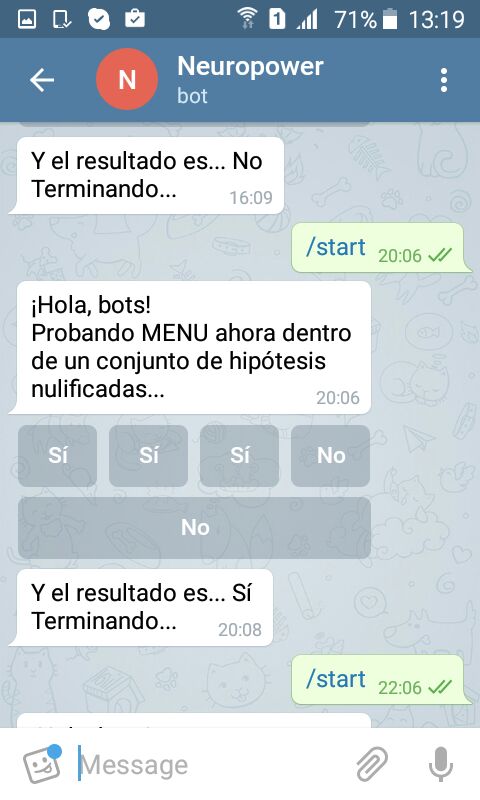 71% 13:19
N Neuropower
bot
Y el resultado es... No
Terminando...
16:09
/start 20:06
¡Hola, bots!
Probando MENU ahora dentro
de un conjunto de hipótesis
nulificadas...
20:06
Sí Sí Sí No
No
Y el resultado es... Sí
Terminando...
20:08
/start 22:06
Message